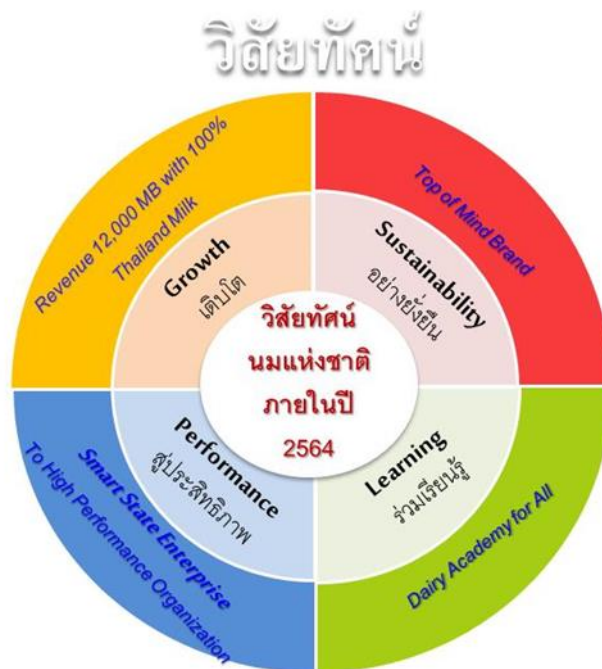 วิสัยทัศน์
Revenue 12,000 MB with 100%
Thailand Milk
Growth
เติบโต
Top of Mind Brand
Sustainability
อย่างยั่งยืน
วิสัยทัศน์
นมแห่งชาติ
ภายในปี
2564
Performance
สู่ประสิทธิภาพ
Smart State Enterprise
To High Performance Organization
Learning
ร่วมเรียนรู้
Dairy Academy for All